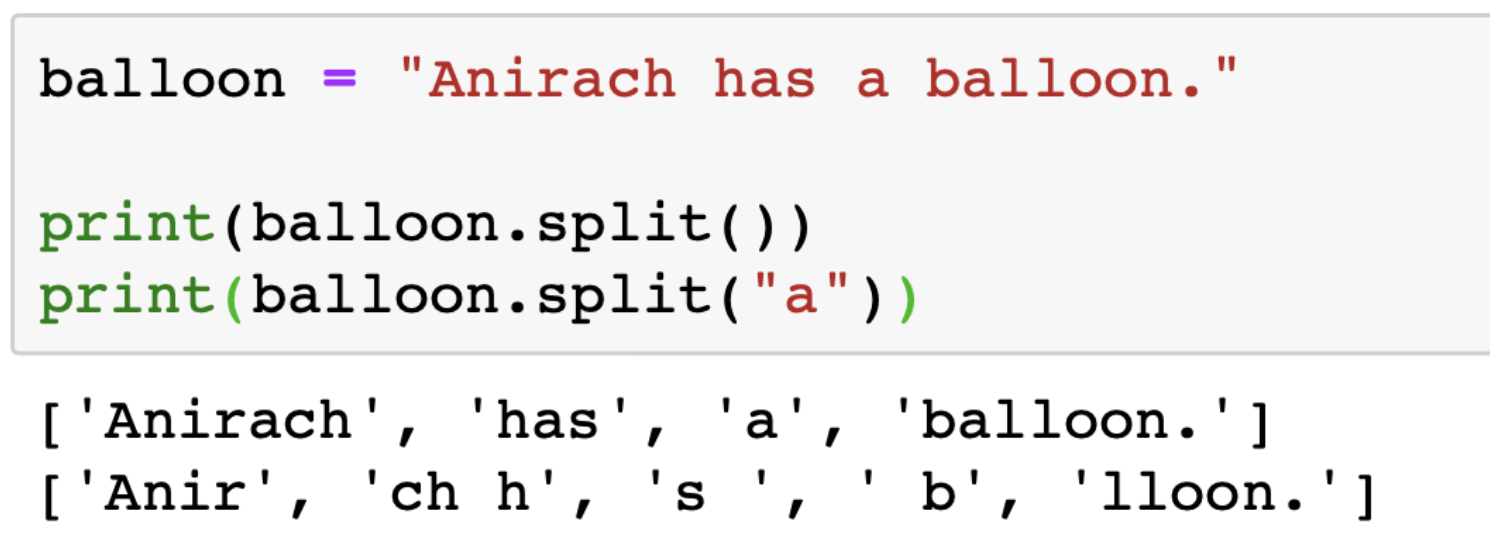 balloon = "Anirach has a balloon."
print(balloon.split())
print(balloon.split("a"))
['Anirach', 'has', 'a', 'balloon.']
['Anir', 'ch h', 's ', ' b', 'lloon.']